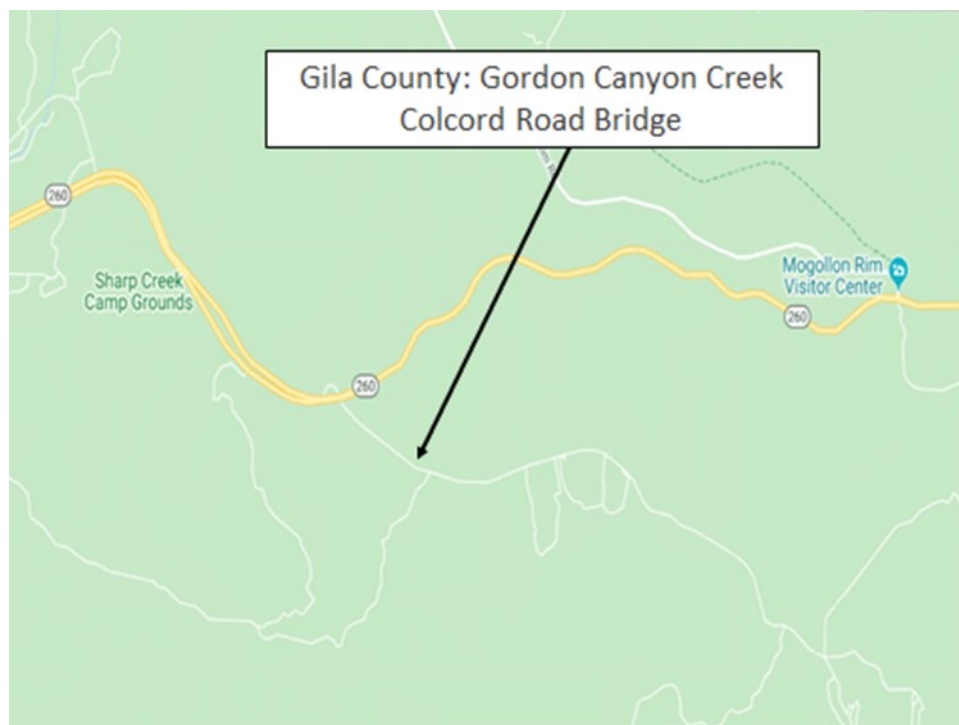 Gila County: Gordon Canyon Creek
Colcord Road Bridge
260
Sharp Creek
Camp Grounds
Mogollon Rim
Visitor Center
260
260